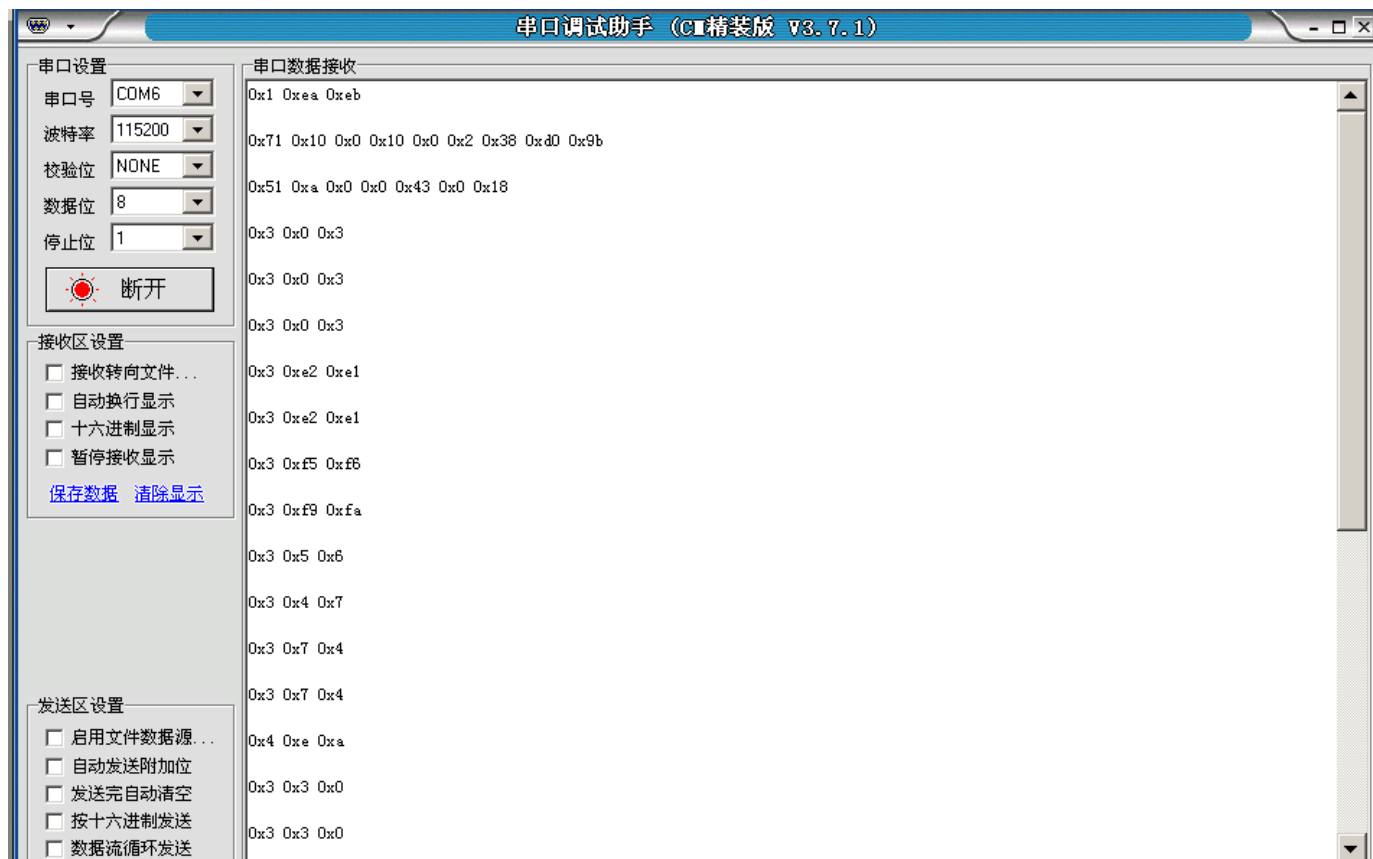 串口调试助手 (CM精装版 V3.7.1)
串口设置
串口号 COM6
波特率 115200
校验位 NONE
数据位 8
停止位 1
断开
接收区设置
接收转向文件...
自动换行显示
十六进制显示
暂停接收显示
保存数据 清除显示
发送区设置
启用文件数据源...
自动发送附加位
发送完自动清空
按十六进制发送
数据流循环发送
串口数据接收
0x1 0xea 0xeb
0x71 0x10 0x0 0x10 0x0 0x2 0x38 0xd0 0x9b
0x51 0xa 0x0 0x0 0x43 0x0 0x18
0x3 0x0 0x3
0x3 0x0 0x3
0x3 0x0 0x3
0x3 0xe2 0xe1
0x3 0xe2 0xe1
0x3 0xf5 0xf6
0x3 0xf9 0xfa
0x3 0x5 0x6
0x3 0x4 0x7
0x3 0x7 0x4
0x3 0x7 0x4
0x4 0xe 0xa
0x3 0x3 0x0
0x3 0x3 0x0